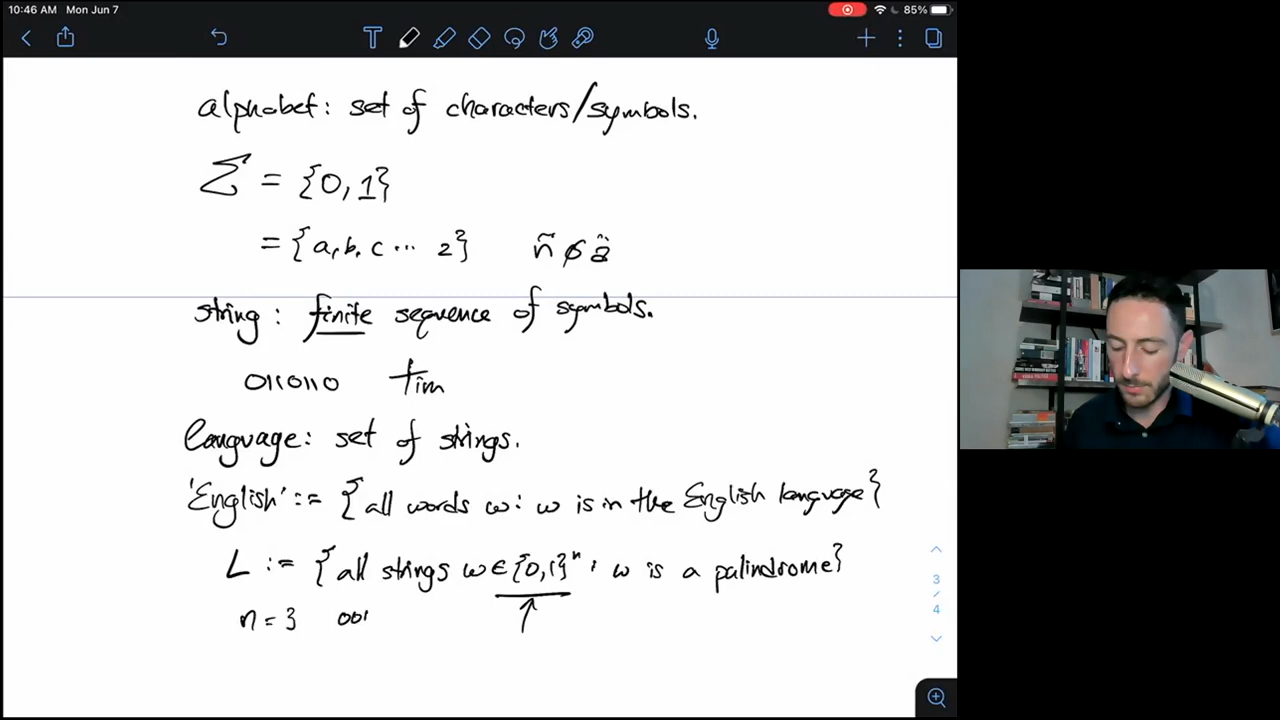 10:46 AM Mon Jun 7
85%
alphabet: set of characters/symbols.
Σ = {0, 1}
= {a, b, c ... z}
string: finite sequence of symbols.
0110110 Tim
language: set of strings.
'English' := {all words w: w is in the English language}
L := {all strings w ∈ {0,1}ⁿ : w is a palindrome}
n = 3 001
3
/
4